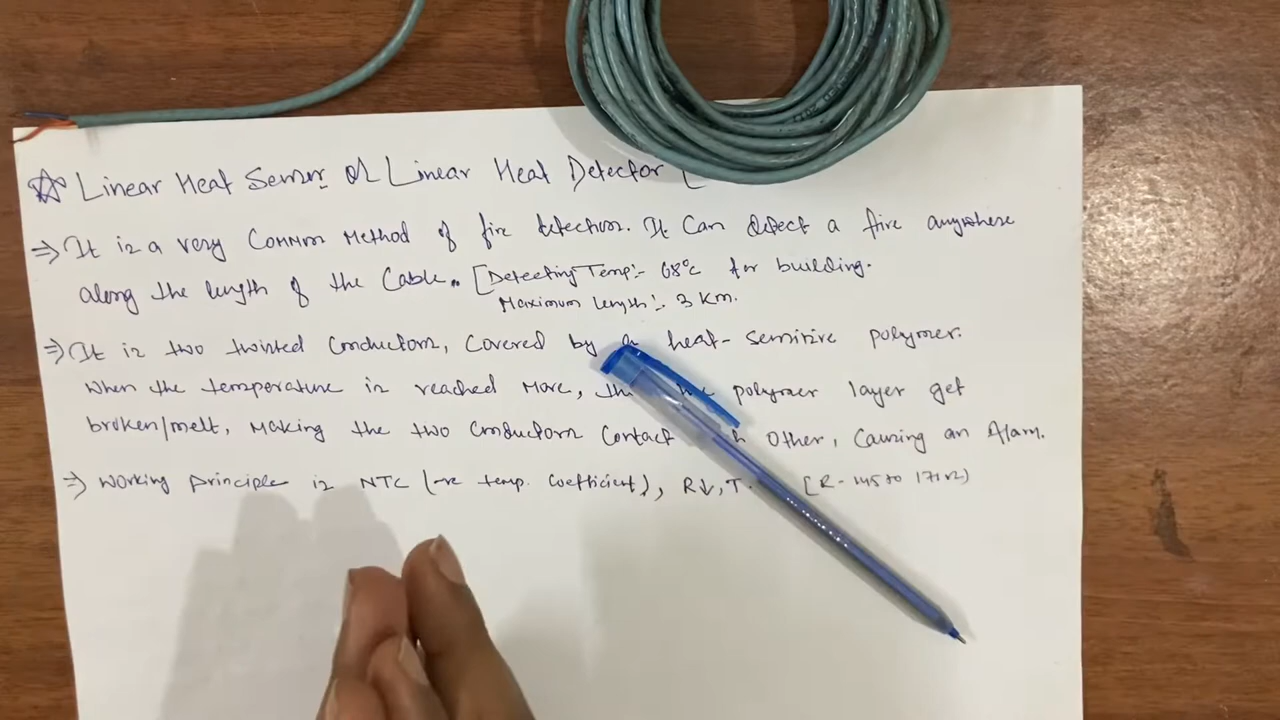 Linear Heat Sensor or Linear Heat Detector [
⇒ It is a very common Method of fire detection. It Can detect a fire anywhere
along the length of the Cable. [Detecting Temp:- 68°c for building.
Maximum length:- 3 Km.
⇒ It is two twisted Conductors, Covered by a heat-sensitive polymer.
When the temperature is reached More, the polymer layer get
broken/melt, Making the two Conductors Contact Other, Causing an Alarm.
⇒ Working principle is NTC (-ve temp. Coefficient), R↓, T